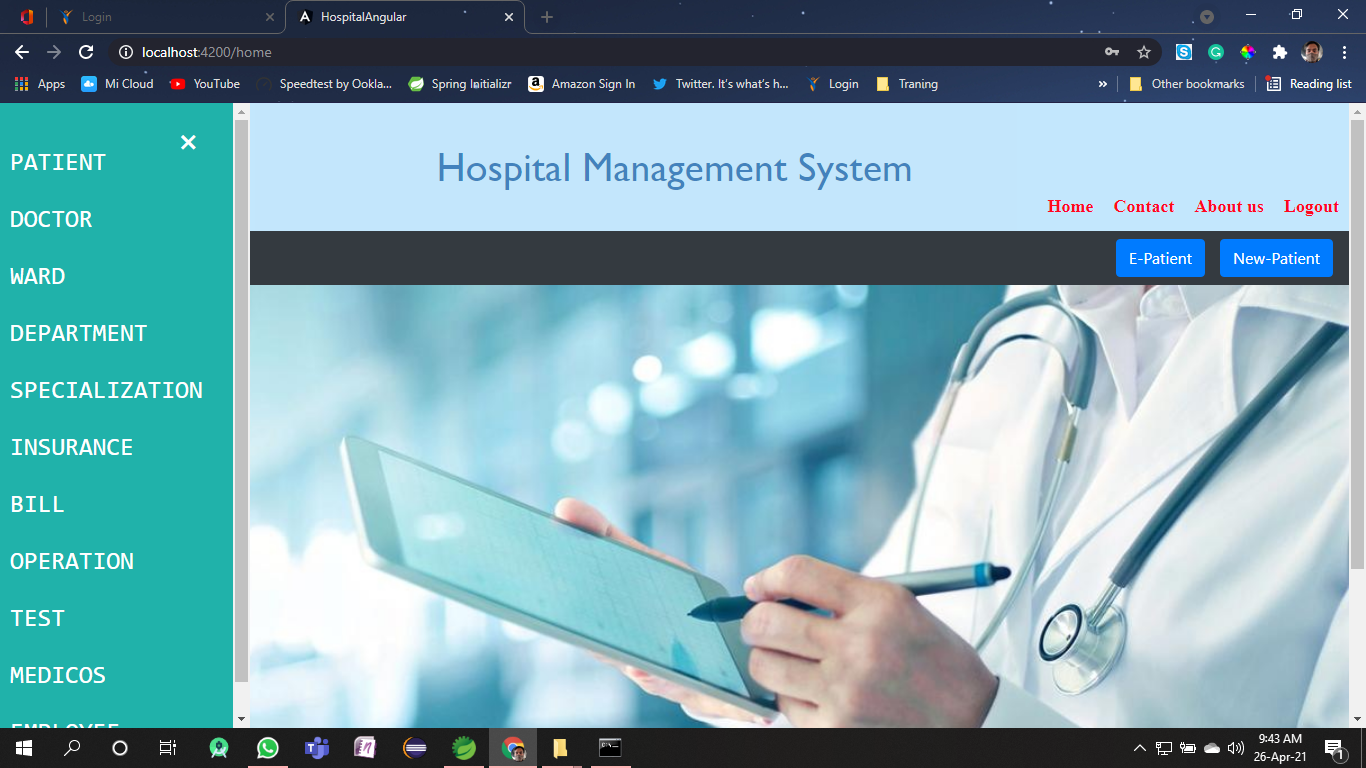 Login
HospitalAngular
localhost:4200/home
Apps
Mi Cloud
YouTube
Speedtest by Ookla...
Spring Initializr
Amazon Sign In
Twitter. It's what's h...
Login
Traning
»
Other bookmarks
Reading list
PATIENT
DOCTOR
WARD
DEPARTMENT
SPECIALIZATION
INSURANCE
BILL
OPERATION
TEST
MEDICOS
Hospital Management System
Home Contact About us Logout
E-Patient New-Patient
9:43 AM
26-Apr-21
1